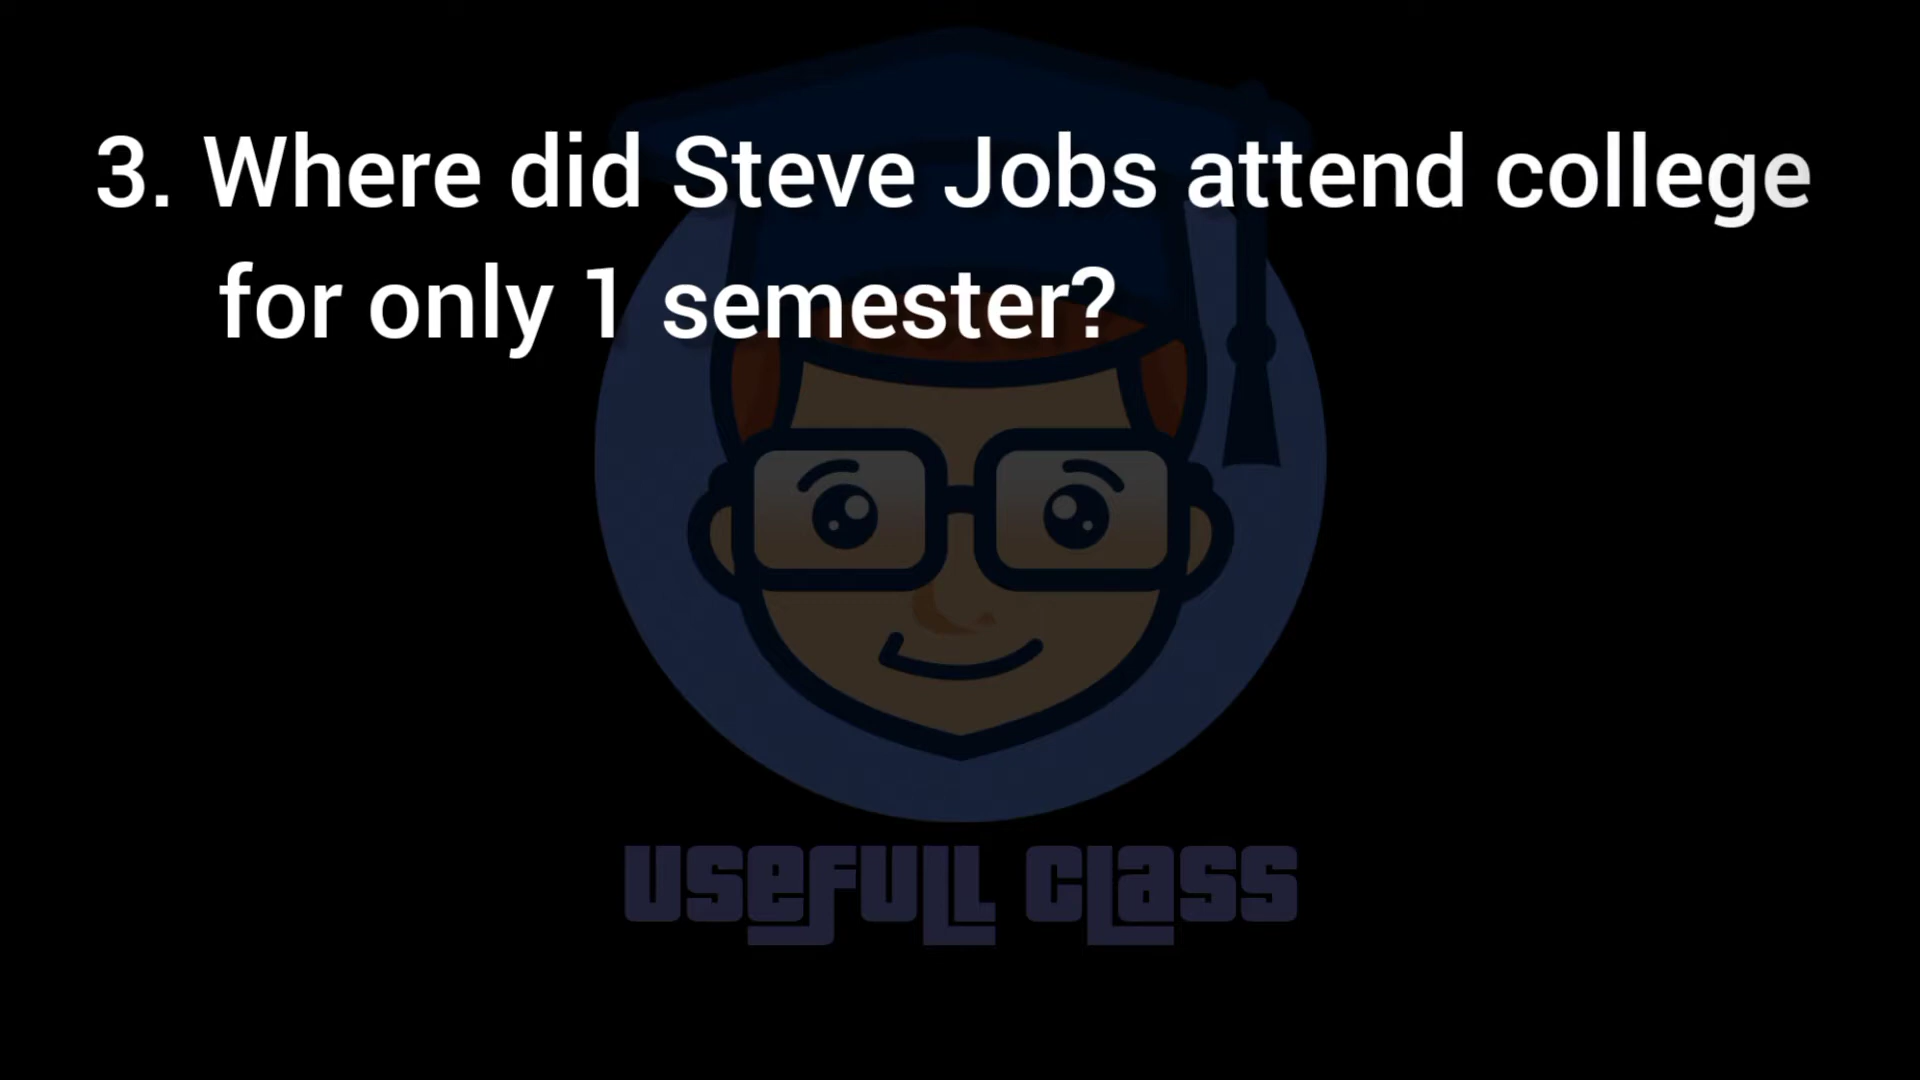 3. Where did Steve Jobs attend college
for only 1 semester?
USEFULL CLASS